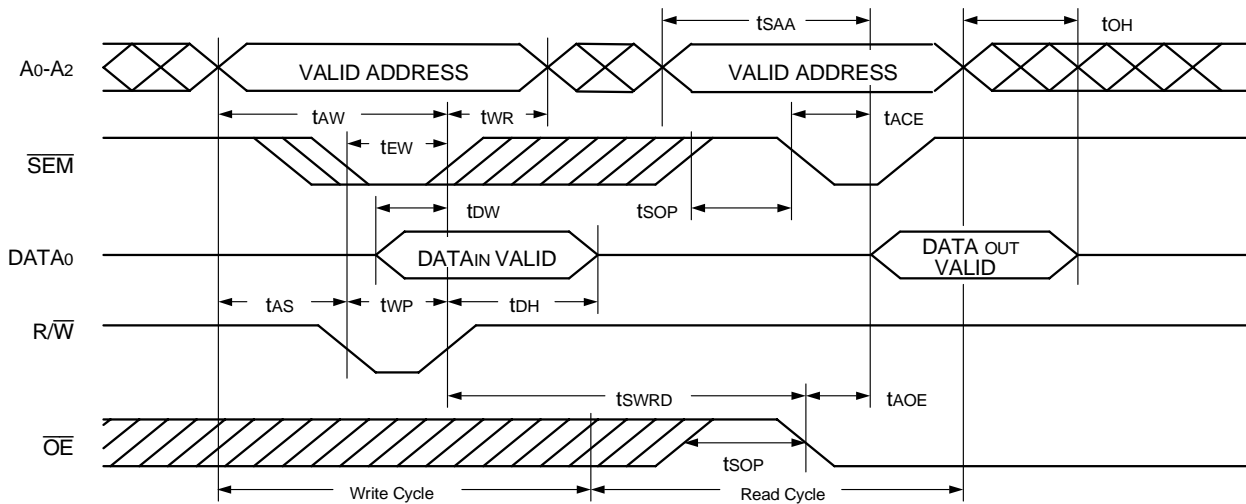 tSAA
tOH
A0-A2
VALID ADDRESS
VALID ADDRESS
tAW
tWR
tACE
tEW
SEM
tDW
tSOP
DATA0
DATAIN VALID
DATA OUT
VALID
tAS
tWP
tDH
R/W
tSWRD
tAOE
OE
tSOP
Write Cycle
Read Cycle